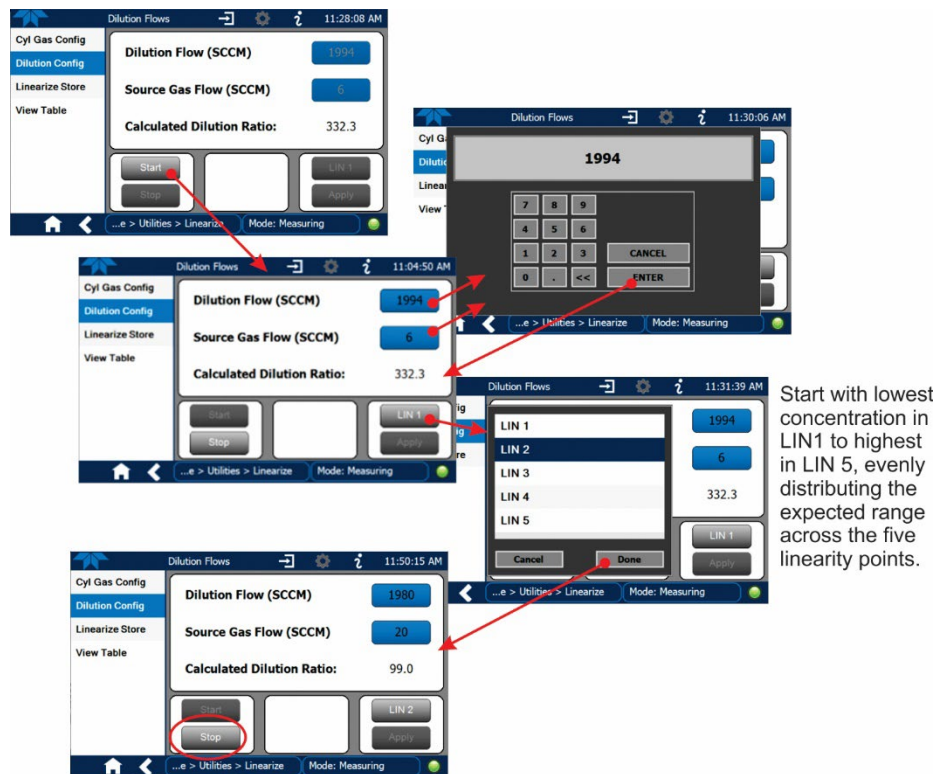 Dilution Flows 11:28:08 AM
Cyl Gas Config
Dilution Config
Linearize Store
View Table
Dilution Flow (SCCM) 1994
Source Gas Flow (SCCM) 6
Calculated Dilution Ratio: 332.3
Start
Stop
LIN 1
Apply
...e > Utilities > Linearize Mode: Measuring
Dilution Flows 11:30:06 AM
Cyl G
Dilutio
Linea
View
1994
7 8 9
4 5 6
1 2 3 CANCEL
0 . << ENTER
...e > Utilities > Linearize Mode: Measuring
Dilution Flows 11:04:50 AM
Cyl Gas Config
Dilution Config
Linearize Store
View Table
Dilution Flow (SCCM) 1994
Source Gas Flow (SCCM) 6
Calculated Dilution Ratio: 332.3
Start
Stop
LIN 1
Apply
...e > Utilities > Linearize Mode: Measuring
Dilution Flows 11:31:39 AM
ig
ig
re
LIN 1
LIN 2
LIN 3
LIN 4
LIN 5
Cancel Done
1994
6
332.3
LIN 1
Apply
...e > Utilities > Linearize Mode: Measuring
Start with lowest
concentration in
LIN1 to highest
in LIN 5, evenly
distributing the
expected range
across the five
linearity points.
Dilution Flows 11:50:15 AM
Cyl Gas Config
Dilution Config
Linearize Store
View Table
Dilution Flow (SCCM) 1980
Source Gas Flow (SCCM) 20
Calculated Dilution Ratio: 99.0
Start
Stop
LIN 2
Apply
...e > Utilities > Linearize Mode: Measuring